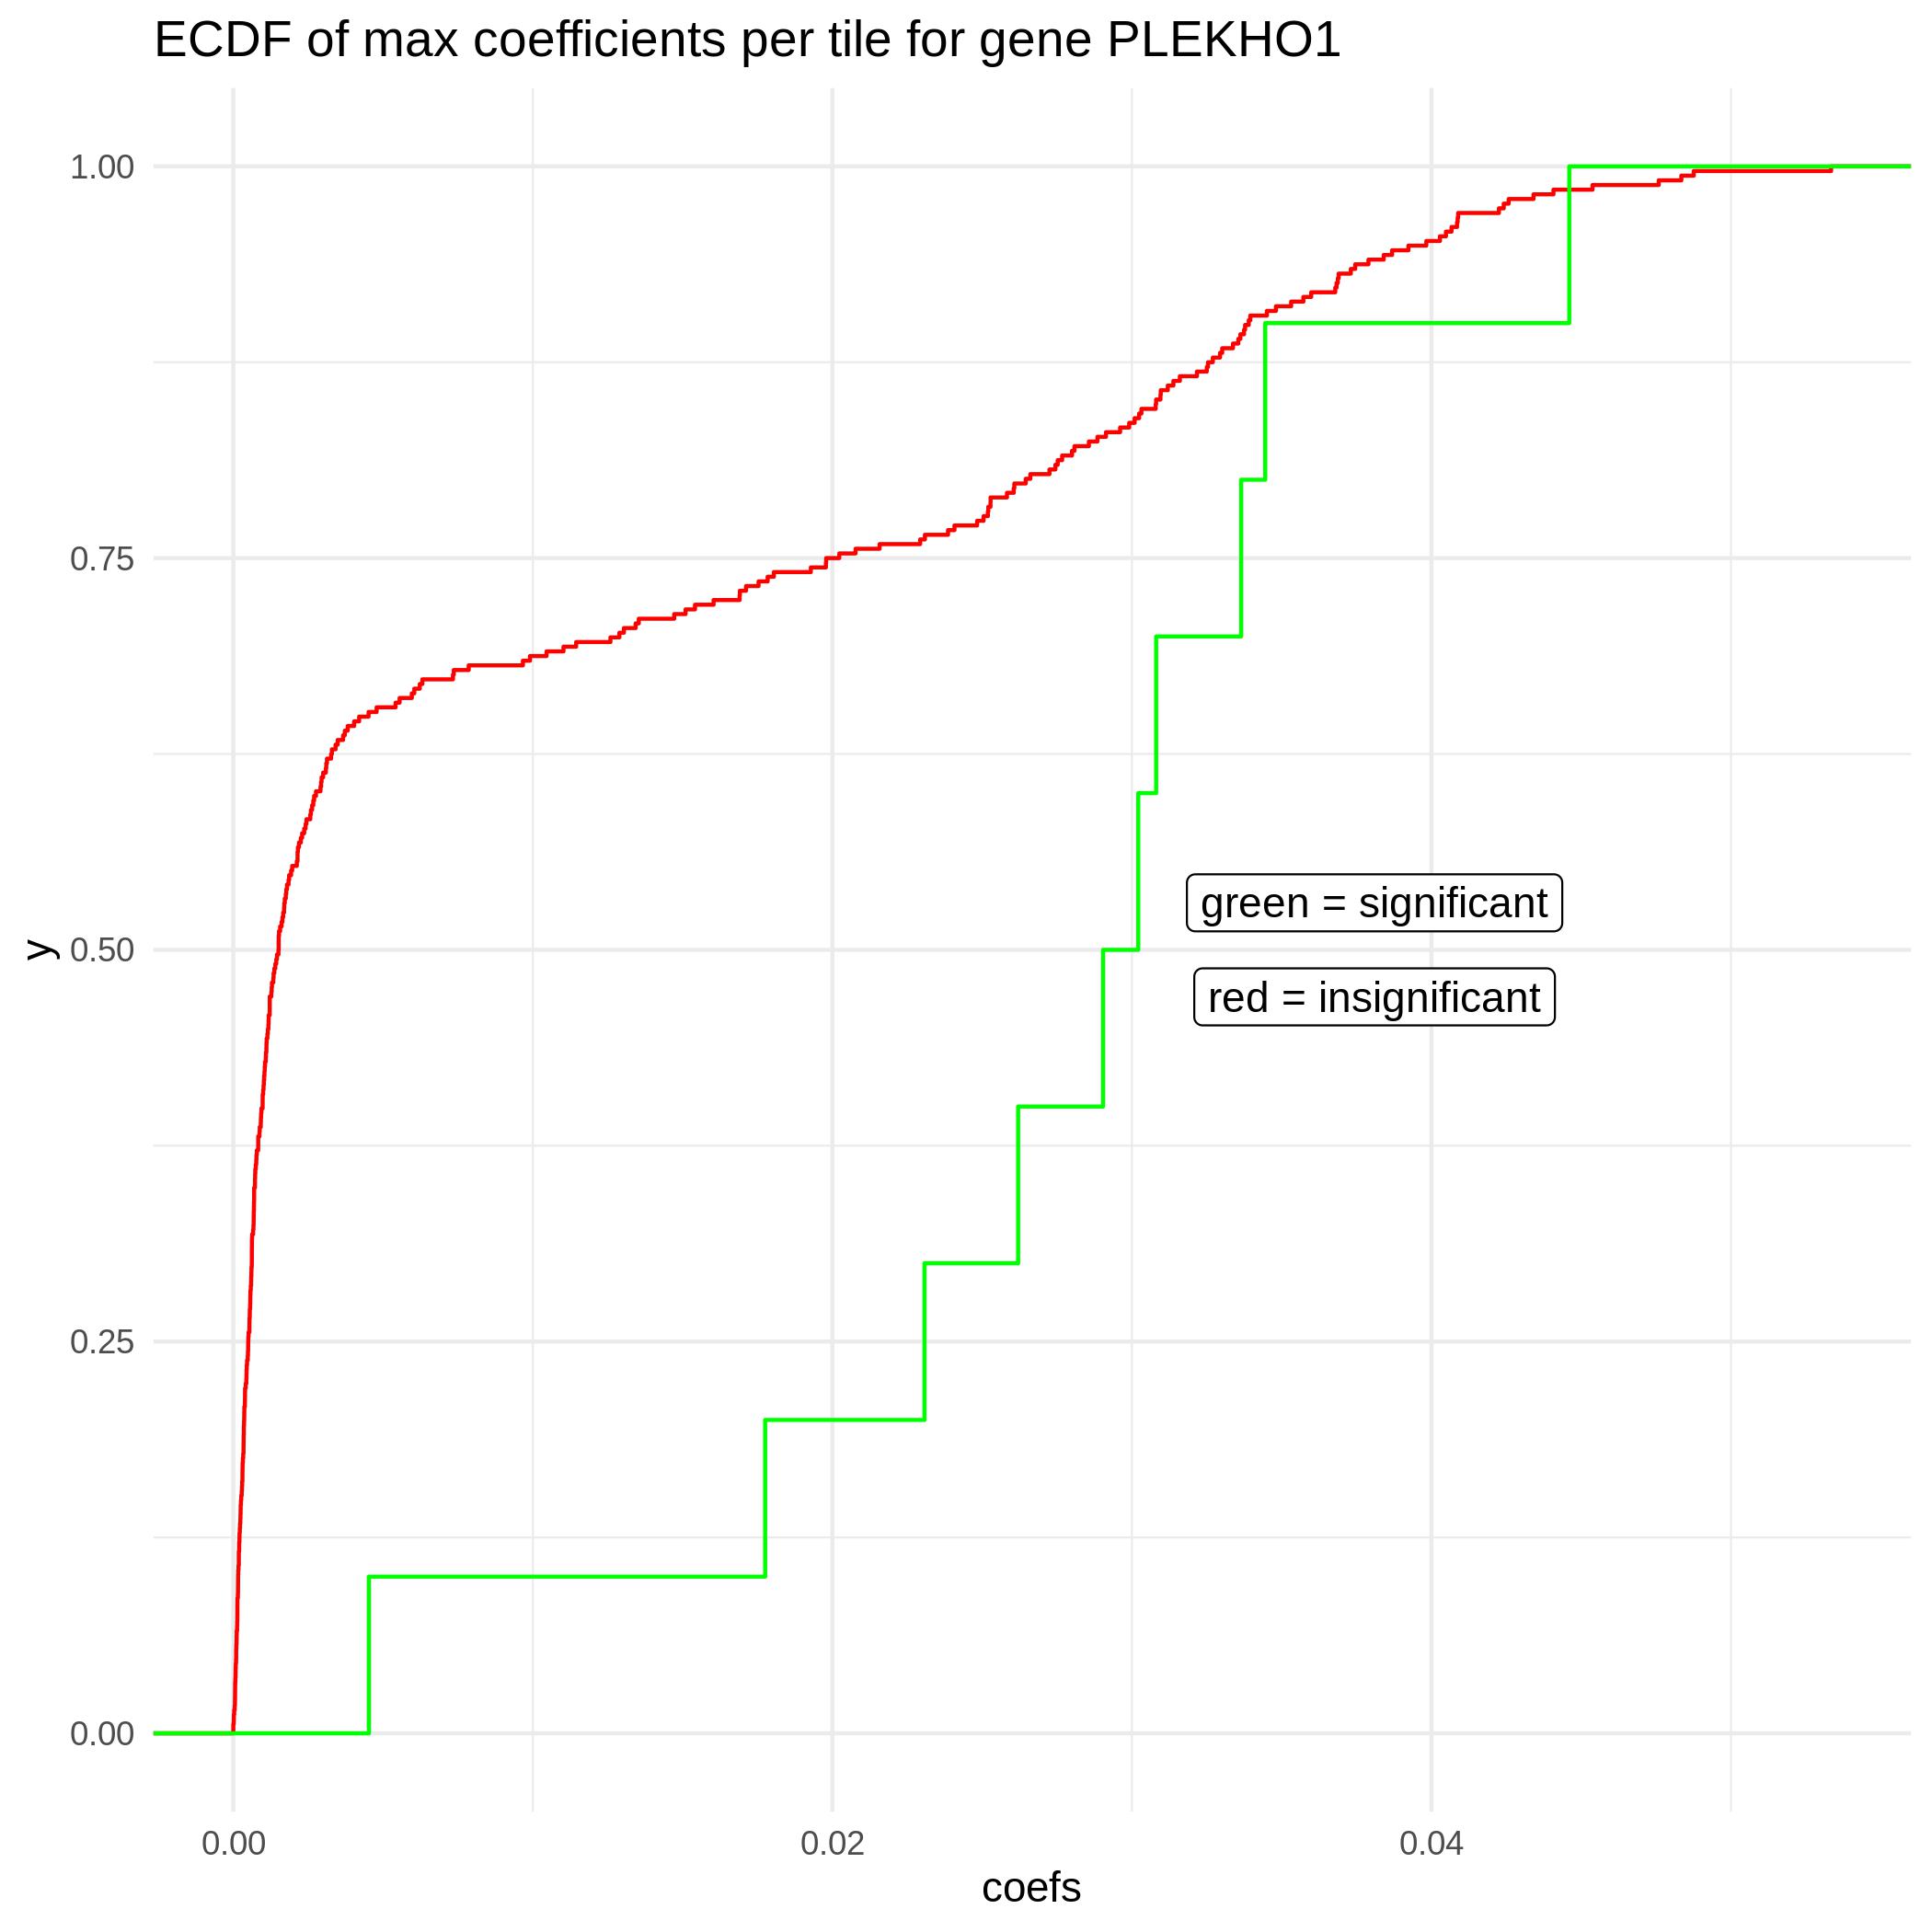 ECDF of max coefficients per tile for gene PLEKHO1
1.00
0.75
0.50
0.25
0.00
y
green = significant
red = insignificant
0.00
0.02
0.04
coefs